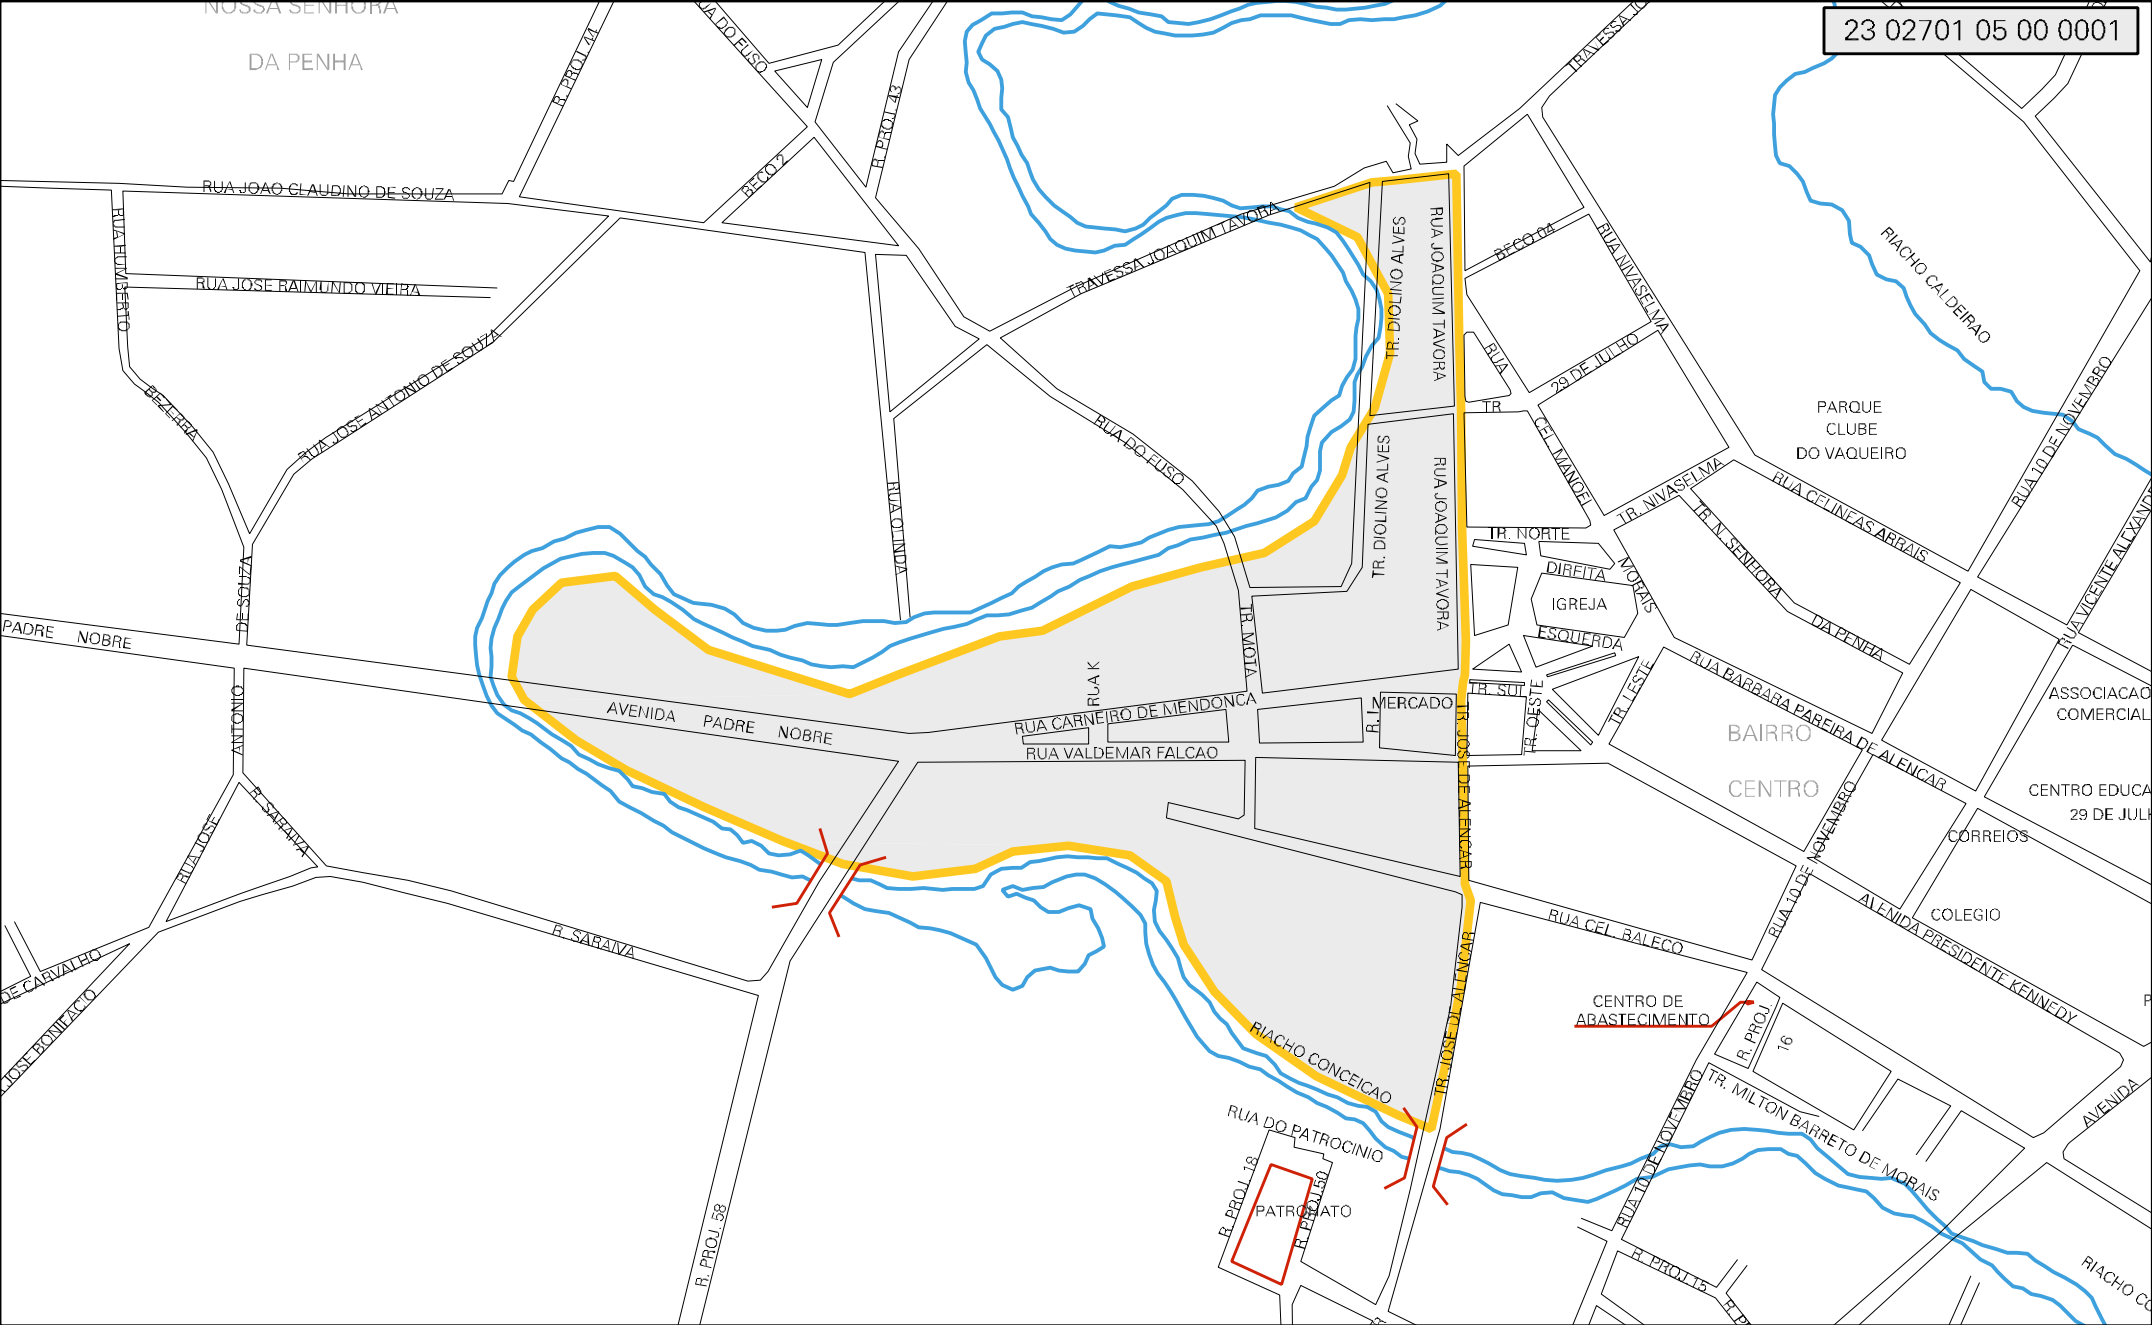 NOSSA SENHORA
DA PENHA
23 02701 05 00 0001
R. PROJ. 44
RUA DO FUSO
R. PROJ. 43
BECO 2
RUA JOAO CLAUDINO DE SOUZA
RUA HUMBERTO
BEZERRA
RUA JOSE RAIMUNDO VIEIRA
RUA JOSE ANTONIO DE SOUZA
TRAVESSA JOAQUIM TAVORA
TR. DIOLINO ALVES
RUA JOAQUIM TAVORA
BECO 04
RUA NIVASELMA
29 DE JULHO
RUA
TR
CEL. MANOEL
MORAIS
RIACHO CALDEIRAO
PARQUE
CLUBE
DO VAQUEIRO
RUA 10 DE NOVEMBRO
RUA DO FUSO
RUA OLINDA
TR. DIOLINO ALVES
RUA JOAQUIM TAVORA
TR. NIVASELMA
RUA CELINEAS ARRAIS
TR. N. SENHORA
DA PENHA
TR. NORTE
DIREITA
IGREJA
ESQUERDA
TR. SUL
TR. OESTE
TR. LESTE
RUA VICENTE ALEXAND
PADRE NOBRE
DE SOUZA
ANTONIO
RUA JOSE
AVENIDA PADRE NOBRE
RUA K
TR. MOTA
RUA CARNEIRO DE MENDONCA
RUA VALDEMAR FALCAO
R. I
MERCADO
TR. JOSE DE ALENCAR
RUA BARBARA PAREIRA DE ALENCAR
BAIRRO
CENTRO
ASSOCIACAO
COMERCIAL
CENTRO EDUCA
29 DE JULH
CORREIOS
COLEGIO
RUA 10 DE NOVEMBRO
ALENIDA PRESIDENTE KENNEDY
R. SARAIVA
R. SARAIVA
DE CARVALHO
JOSE BONIFACIO
RUA CEL. BALECO
CENTRO DE
ABASTECIMENTO
R. PROJ.
16
TR. JOSE DE ALENCAR
RIACHO CONCEICAO
RUA DO PATROCINIO
R. PROJ. 18
R. PROJ.50
PATRONATO
TR. MILTON BARRETO DE MORAIS
RUA 10 DE NOVEMBRO
AVENIDA
R. PROJ. 58
R. PROJ.15
RIACHO CO